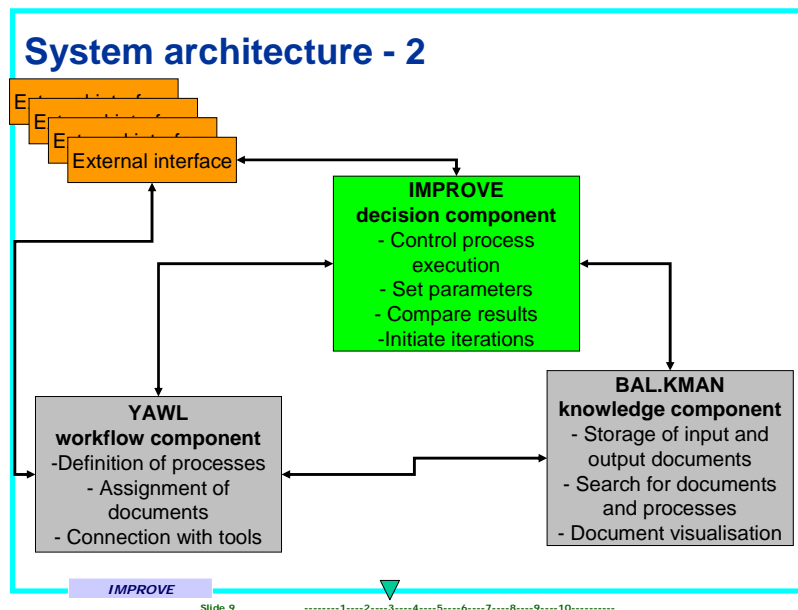 System architecture - 2
External interface
IMPROVE
decision component
- Control process
execution
- Set parameters
- Compare results
-Initiate iterations
YAWL
workflow component
-Definition of processes
- Assignment of
documents
- Connection with tools
BAL.KMAN
knowledge component
- Storage of input and
output documents
- Search for documents
and processes
- Document visualisation
IMPROVE
Slide 9 --------1----2----3----4----5----6----7----8----9----10----------